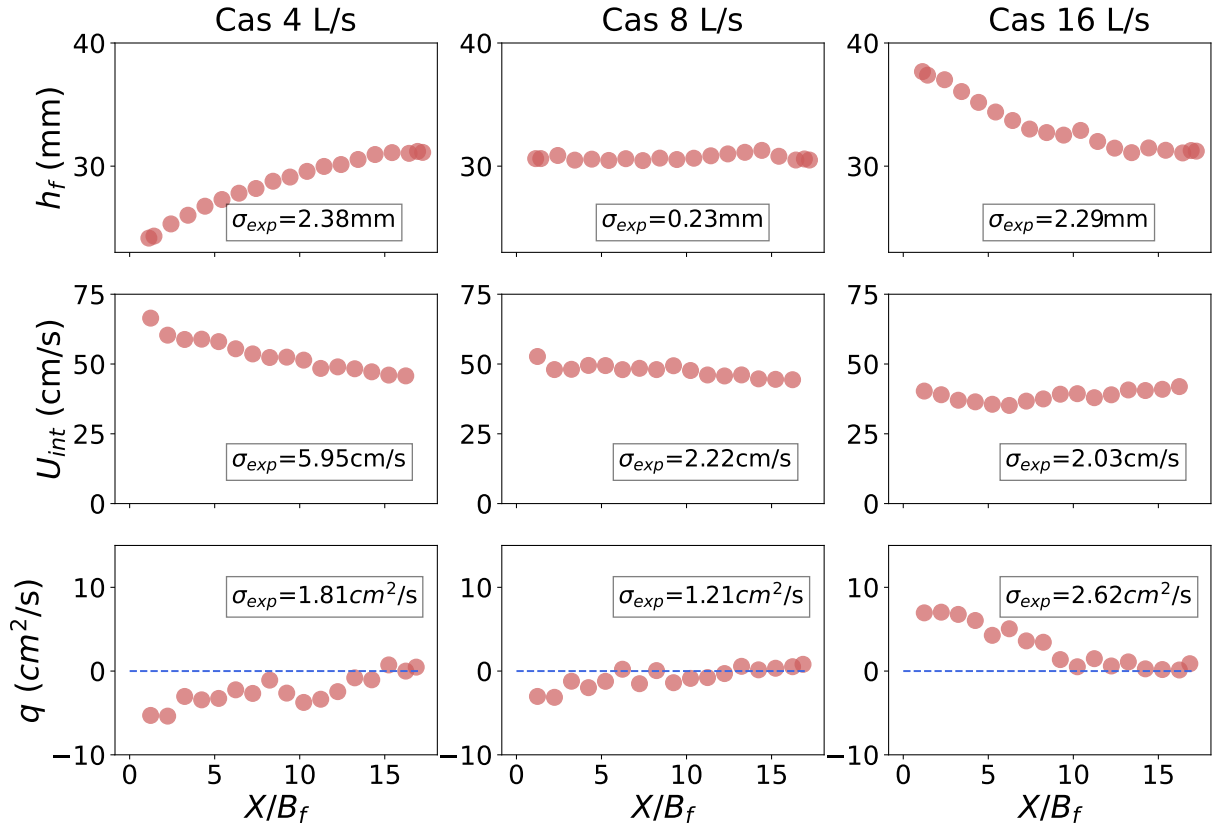 Cas 4 L/s
Cas 8 L/s
Cas 16 L/s
h_f (mm)
40
30
σ_exp=2.38mm
40
30
σ_exp=0.23mm
40
30
σ_exp=2.29mm
U_int (cm/s)
75
50
25
0
σ_exp=5.95cm/s
75
50
25
0
σ_exp=2.22cm/s
75
50
25
0
σ_exp=2.03cm/s
q (cm²/s)
10
0
−10
σ_exp=1.81cm²/s
0 5 10 15
X/B_f
10
0
−10
σ_exp=1.21cm²/s
0 5 10 15
X/B_f
10
0
−10
σ_exp=2.62cm²/s
0 5 10 15
X/B_f